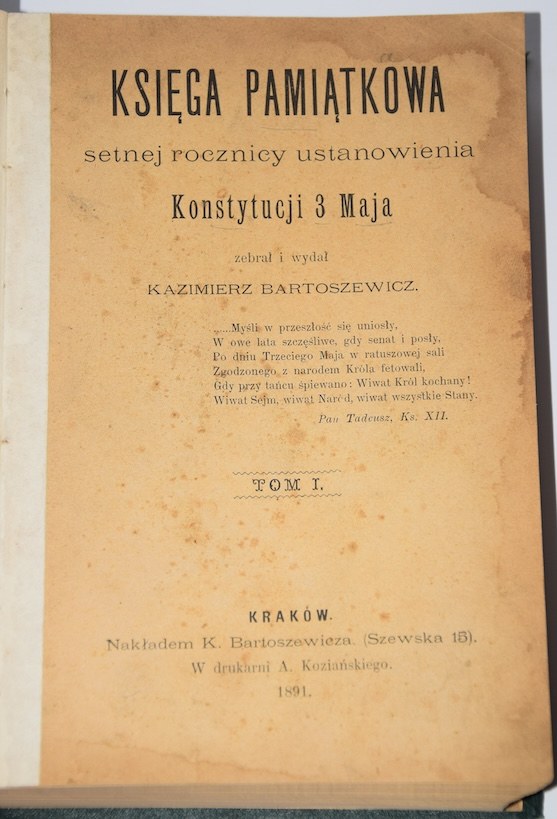 KSIĘGA PAMIĄTKOWA
setnej rocznicy ustanowienia
Konstytucji 3 Maja
zebrał i wydał
KAZIMIERZ BARTOSZEWICZ.
.....Myśli w przeszłość się uniosły,
W owe lata szczęśliwe, gdy senat i posły,
Po dniu Trzeciego Maja w ratuszowej sali
Zgodzonego z narodem Króla fetowali,
Gdy przy tańcu śpiewano: Wiwat Król kochany!
Wiwat Sejm, wiwat Naród, wiwat wszystkie Stany.
Pan Tadeusz, Ks. XII.
TOM I.
KRAKÓW.
Nakładem K. Bartoszewicza. (Szewska 15).
W drukarni A. Koziańskiego.
1891.